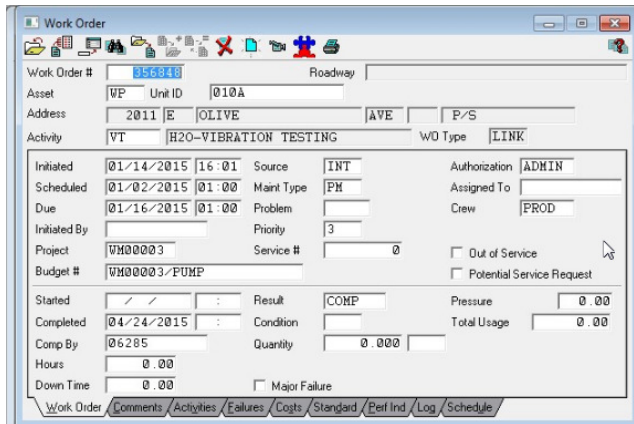 Work Order
Work Order # 356848 Roadway
Asset WP Unit ID 010A
Address 2011 E OLIVE AVE P/S
Activity VT H2O-VIBRATION TESTING WO Type LINK
Initiated 01/14/2015 16:01 Source INT Authorization ADMIN
Scheduled 01/02/2015 01:00 Maint Type PM Assigned To
Due 01/16/2015 01:00 Problem Crew PROD
Initiated By Priority 3
Project WM00003 Service # 0 Out of Service
Budget # WM00003/PUMP Potential Service Request
Started / / : Result COMP Pressure 0.00
Completed 04/24/2015 : Condition Total Usage 0.00
Comp By 06285 Quantity 0.000
Hours 0.00
Down Time 0.00 Major Failure
Work Order Comments Activities Failures Costs Standard Perf Ind Log Schedule